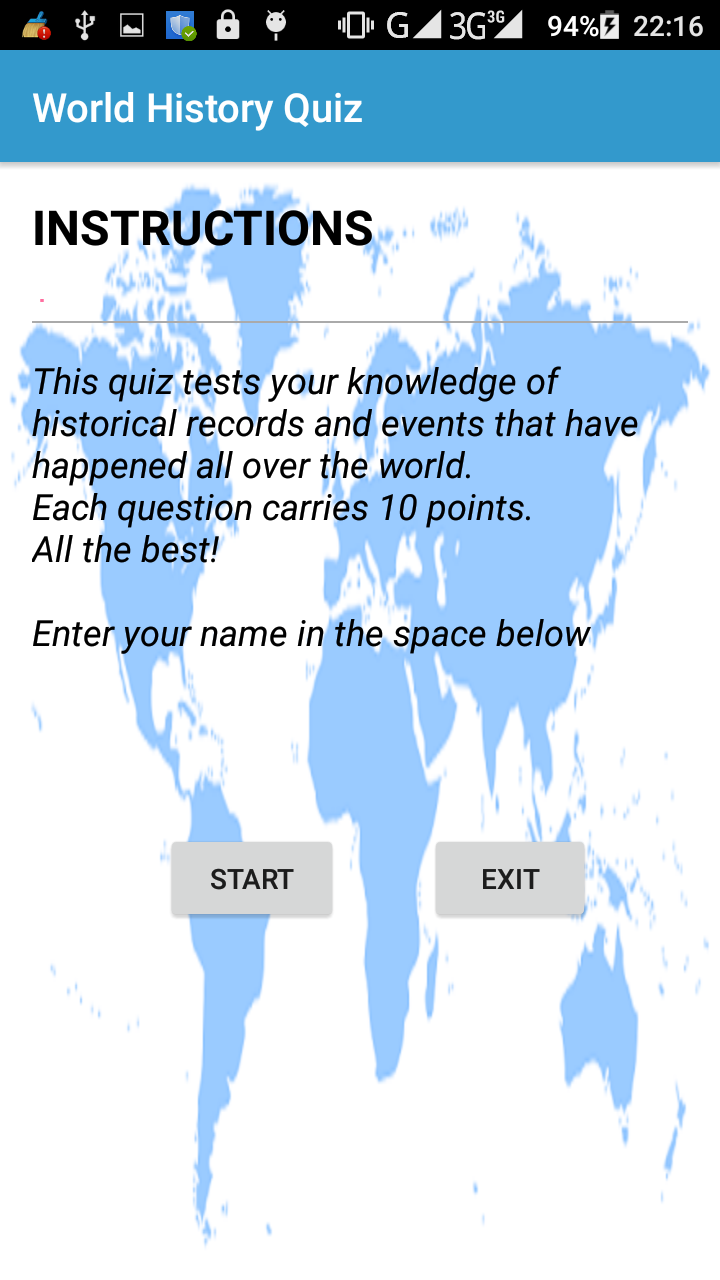 G 3G 3G 94% 22:16
World History Quiz
INSTRUCTIONS
This quiz tests your knowledge of
historical records and events that have
happened all over the world.
Each question carries 10 points.
All the best!
Enter your name in the space below
START EXIT